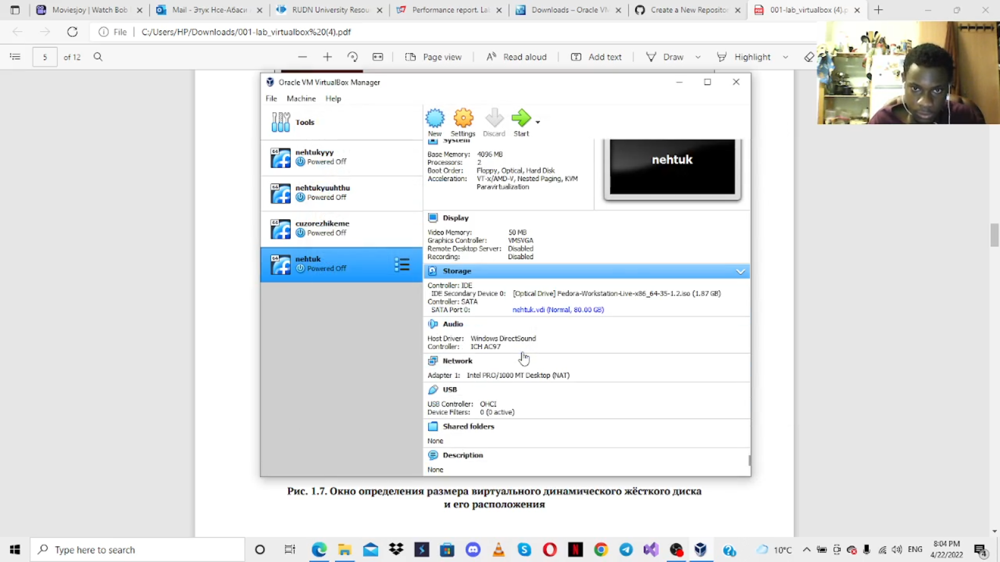 Moviesjoy | Watch Bob
Mail - Этук Нсе-Абаси
RUDN University Resou
Performance report. La
Downloads – Oracle VM
Create a New Reposito
001-lab_virtualbox (4).p
File
C:/Users/HP/Downloads/001-lab_virtualbox%20(4).pdf
5 of 12
Page view
Read aloud
Add text
Draw
Highlight
Oracle VM VirtualBox Manager
File Machine Help
Tools
New Settings Discard Start
nehtukyyy
Powered Off
nehtukyuuhthu
Powered Off
cuzorezhikeme
Powered Off
nehtuk
Powered Off
System
Base Memory: 4096 MB
Processors: 2
Boot Order: Floppy, Optical, Hard Disk
Acceleration: VT-x/AMD-V, Nested Paging, KVM
Paravirtualization
nehtuk
Display
Video Memory: 50 MB
Graphics Controller: VMSVGA
Remote Desktop Server: Disabled
Recording: Disabled
Storage
Controller: IDE
IDE Secondary Device 0: [Optical Drive] Fedora-Workstation-Live-x86_64-35-1.2.iso (1.87 GB)
Controller: SATA
SATA Port 0: nehtuk.vdi (Normal, 80.00 GB)
Audio
Host Driver: Windows DirectSound
Controller: ICH AC97
Network
Adapter 1: Intel PRO/1000 MT Desktop (NAT)
USB
USB Controller: OHCI
Device Filters: 0 (0 active)
Shared folders
None
Description
None
Рис. 1.7. Окно определения размера виртуального динамического жёсткого диска
и его расположения
Type here to search
10°C
ENG
8:04 PM
4/22/2022
4